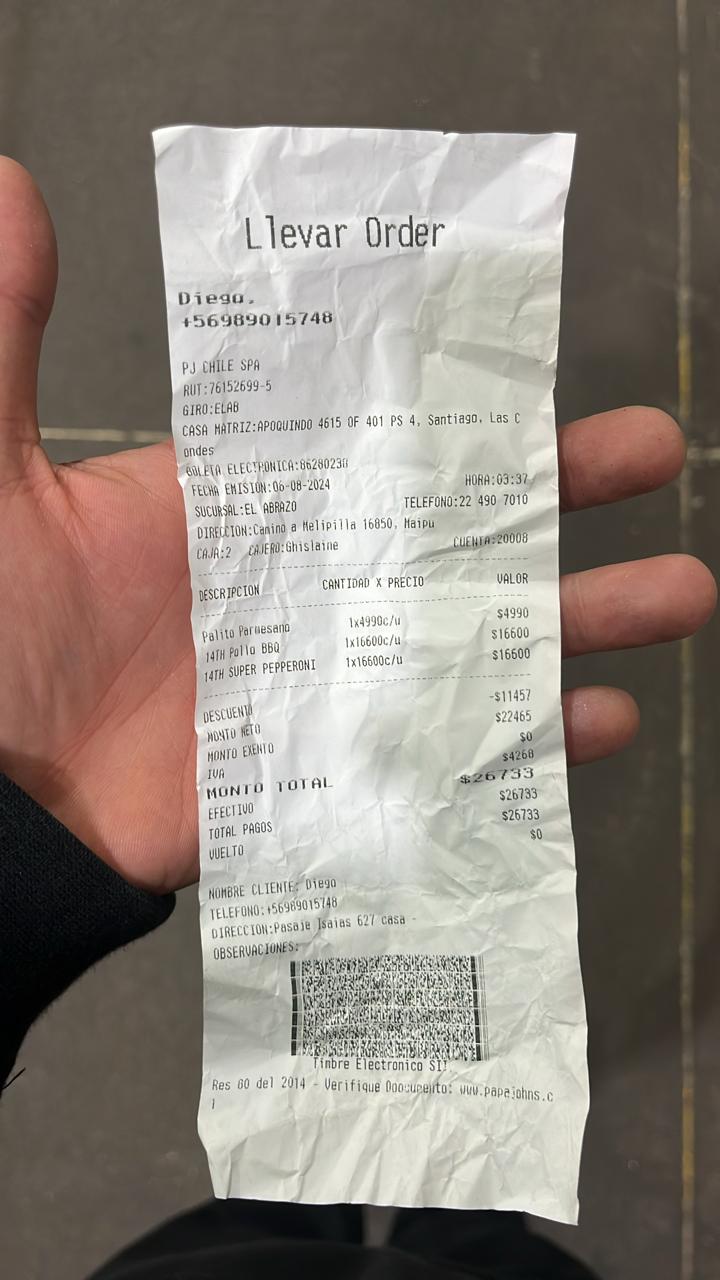 Llevar Order
Diego.
+56989015748
PJ CHILE SPA
RUT:76152699-5
GIRO:ELAB
CASA MATRIZ:APOQUINDO 4615 OF 401 PS 4, Santiago, Las C
ondes
BOLETA ELECTRONICA:86280230
FECHA EMISION:06-08-2024 HORA:03:37
SUCURSAL:EL ABRAZO TELEFONO:22 490 7010
DIRECCION:Camino a Melipilla 16850, Maipu
CAJA:2 CAJERO:Ghislaine CUENTA:20008
DESCRIPCION CANTIDAD X PRECIO VALOR
Palito Parmesano 1x4990c/u $4990
14TH Pollo BBQ 1x16600c/u $16600
14TH SUPER PEPPERONI 1x16600c/u $16600
DESCUENTO -$11457
MONTO NETO $22465
MONTO EXENTO $0
IVA $4268
MONTO TOTAL $26733
EFECTIVO $26733
TOTAL PAGOS $26733
VUELTO $0
NOMBRE CLIENTE: Diego
TELEFONO:+56989015748
DIRECCION:Pasaje Isaias 627 casa -
OBSERVACIONES:
Timbre Electronico SII
Res 80 del 2014 - Verifique Doocumento: www.papajohns.c
l